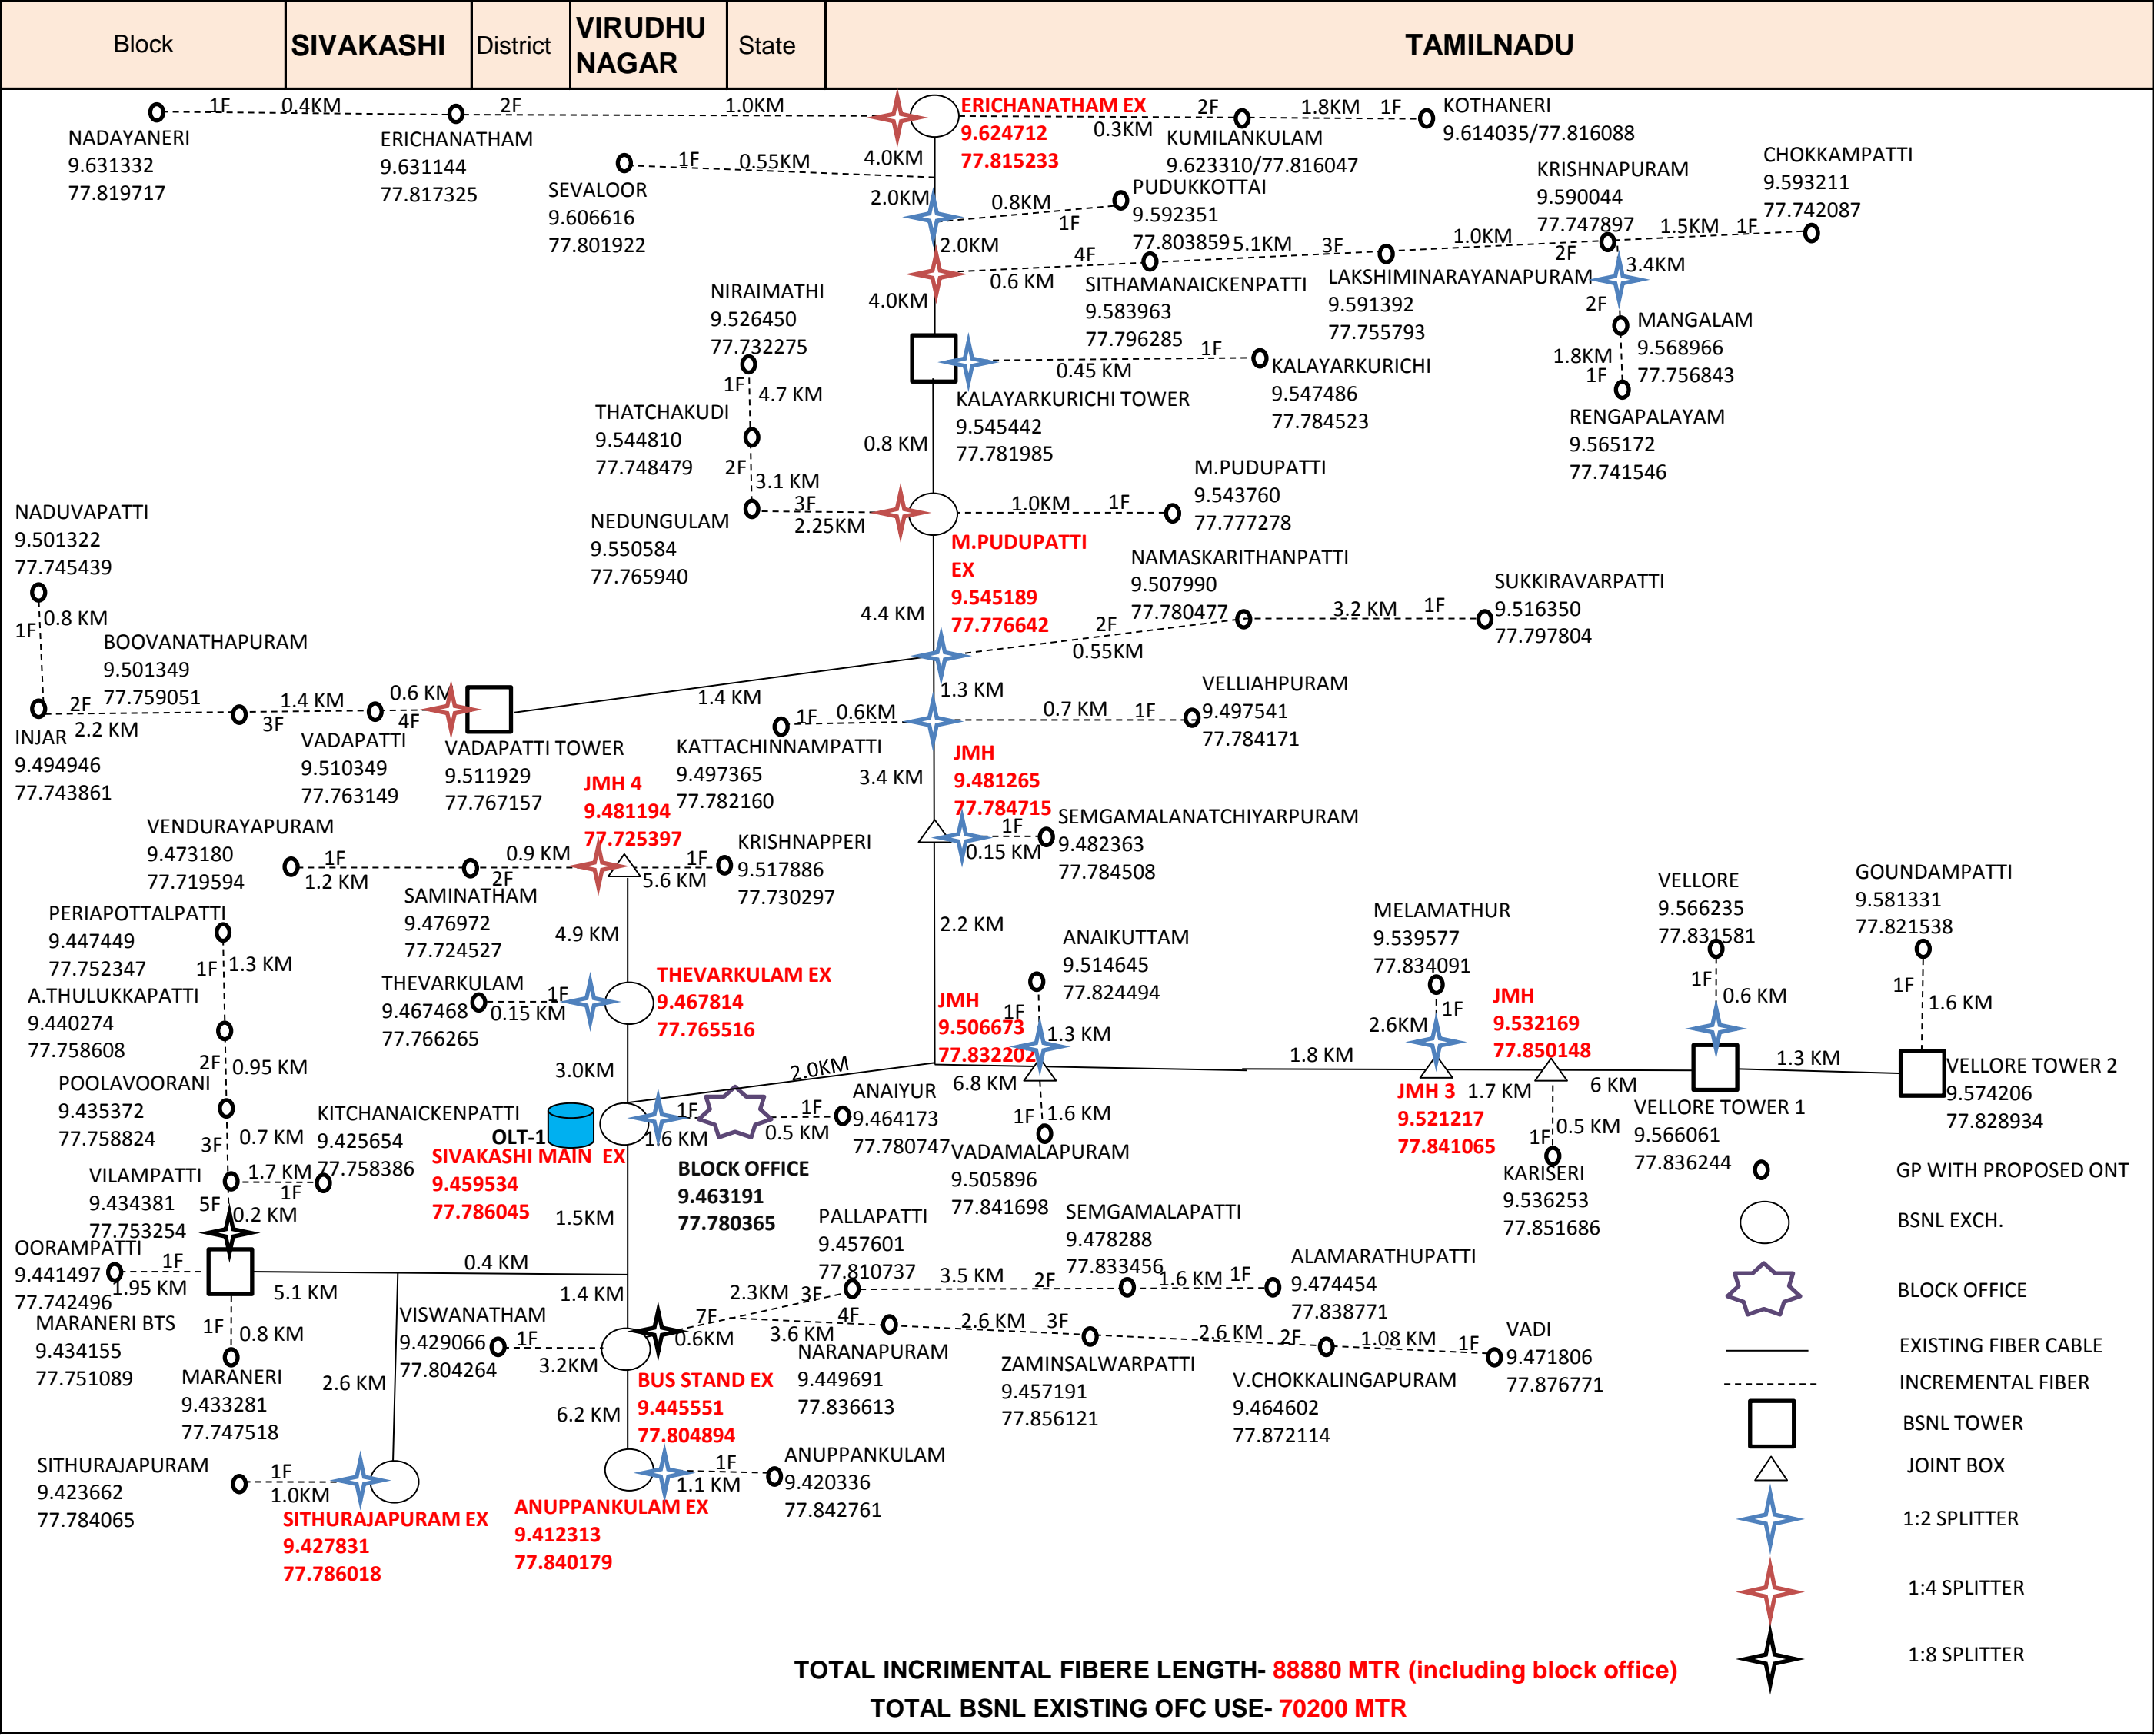 Block
SIVAKASHI
District
VIRUDHU
NAGAR
State
TAMILNADU
1F
0.4KM
2F
1.0KM
NADAYANERI
9.631332
77.819717
ERICHANATHAM
9.631144
77.817325
ERICHANATHAM EX
9.624712
77.815233
2F
0.3KM
1.8KM
1F
KUMILANKULAM
9.623310/77.816047
KOTHANERI
9.614035/77.816088
1F
0.55KM
4.0KM
SEVALOOR
9.606616
77.801922
2.0KM
0.8KM
1F
PUDUKKOTTAI
9.592351
77.803859
KRISHNAPURAM
9.590044
77.747897
CHOKKAMPATTI
9.593211
77.742087
2.0KM
4F
0.6 KM
5.1KM
3F
1.0KM
2F
1.5KM
1F
SITHAMANAICKENPATTI
9.583963
77.796285
LAKSHIMINARAYANAPURAM
9.591392
77.755793
3.4KM
2F
MANGALAM
9.568966
77.756843
1.8KM
1F
RENGAPALAYAM
9.565172
77.741546
4.0KM
NIRAIMATHI
9.526450
77.732275
1F
4.7 KM
1F
0.45 KM
KALAYARKURICHI
9.547486
77.784523
KALAYARKURICHI TOWER
9.545442
77.781985
THATCHAKUDI
9.544810
77.748479
2F
3.1 KM
0.8 KM
NEDUNGULAM
9.550584
77.765940
3F
2.25KM
1.0KM
1F
M.PUDUPATTI
9.543760
77.777278
M.PUDUPATTI
EX
9.545189
77.776642
NADUVAPATTI
9.501322
77.745439
1F
0.8 KM
4.4KM
NAMASKARITHANPATTI
9.507990
77.780477
2F
0.55KM
3.2 KM
1F
SUKKIRAVARPATTI
9.516350
77.797804
BOOVANATHAPURAM
9.501349
77.759051
2F
2.2 KM
3F
1.4 KM
0.6 KM
4F
INJAR
9.494946
77.743861
VADAPATTI
9.510349
77.763149
VADAPATTI TOWER
9.511929
77.767157
1.4 KM
1.3 KM
1F
0.6KM
0.7 KM
1F
VELLIAHPURAM
9.497541
77.784171
KATTACHINNAMPATTI
9.497365
77.782160
3.4 KM
JMH
9.481265
77.784715
1F
0.15 KM
SEMGAMALANATCHIYARPURAM
9.482363
77.784508
JMH 4
9.481194
77.725397
VENDURAYAPURAM
9.473180
77.719594
1F
1.2 KM
0.9 KM
2F
1F
5.6 KM
KRISHNAPPERI
9.517886
77.730297
SAMINATHAM
9.476972
77.724527
4.9 KM
2.2 KM
PERIAPOTTALPATTI
9.447449
77.752347
1F
1.3 KM
THEVARKULAM
9.467468
77.766265
1F
0.15 KM
THEVARKULAM EX
9.467814
77.765516
ANAIKUTTAM
9.514645
77.824494
1F
1.3 KM
JMH
9.506673
77.832202
MELAMATHUR
9.539577
77.834091
1F
2.6KM
JMH
9.532169
77.850148
VELLORE
9.566235
77.831581
1F
0.6 KM
GOUNDAMPATTI
9.581331
77.821538
1F
1.6 KM
A.THULUKKAPATTI
9.440274
77.758608
2F
0.95 KM
3.0KM
2.0KM
6.8 KM
1.8KM
JMH 3
9.521217
77.841065
1.7 KM
6 KM
1.3 KM
VELLORE TOWER 2
9.574206
77.828934
VELLORE TOWER 1
9.566061
77.836244
POOLAVOORANI
9.435372
77.758824
3F
0.7 KM
KITCHANAICKENPATTI
9.425654
77.758386
OLT-1
SIVAKASHI MAIN EX
9.459534
77.786045
1F
1.6 KM
1F
0.5 KM
BLOCK OFFICE
9.463191
77.780365
ANAIYUR
9.464173
77.780747
1F
1.6 KM
VADAMALAPURAM
9.505896
77.841698
1F
0.5 KM
KARISERI
9.536253
77.851686
VILAMPATTI
9.434381
77.753254
1.7 KM
1F
5F
0.2 KM
1.5KM
OORAMPATTI
9.441497
77.742496
1F
1.95 KM
0.4 KM
5.1 KM
1.4 KM
MARANERI BTS
9.434155
77.751089
1F
0.8 KM
MARANERI
9.433281
77.747518
PALLAPATTI
9.457601
77.810737
2.3KM
3F
3.5 KM
2F
SEMGAMALAPATTI
9.478288
77.833456
1.6 KM
1F
ALAMARATHUPATTI
9.474454
77.838771
VISWANATHAM
9.429066
77.804264
1F
3.2KM
7F
0.6KM
3.6 KM
4F
2.6 KM
3F
2.6 KM
2F
1.08 KM
1F
VADI
9.471806
77.876771
BUS STAND EX
9.445551
77.804894
NARANAPURAM
9.449691
77.836613
ZAMINSALWARPATTI
9.457191
77.856121
V.CHOKKALINGAPURAM
9.464602
77.872114
2.6 KM
6.2 KM
SITHURAJAPURAM
9.423662
77.784065
1F
1.0KM
SITHURAJAPURAM EX
9.427831
77.786018
ANUPPANKULAM EX
9.412313
77.840179
1F
1.1 KM
ANUPPANKULAM
9.420336
77.842761
GP WITH PROPOSED ONT
BSNL EXCH.
BLOCK OFFICE
EXISTING FIBER CABLE
INCREMENTAL FIBER
BSNL TOWER
JOINT BOX
1:2 SPLITTER
1:4 SPLITTER
1:8 SPLITTER
TOTAL INCRIMENTAL FIBERE LENGTH- 88880 MTR (including block office)
TOTAL BSNL EXISTING OFC USE- 70200 MTR